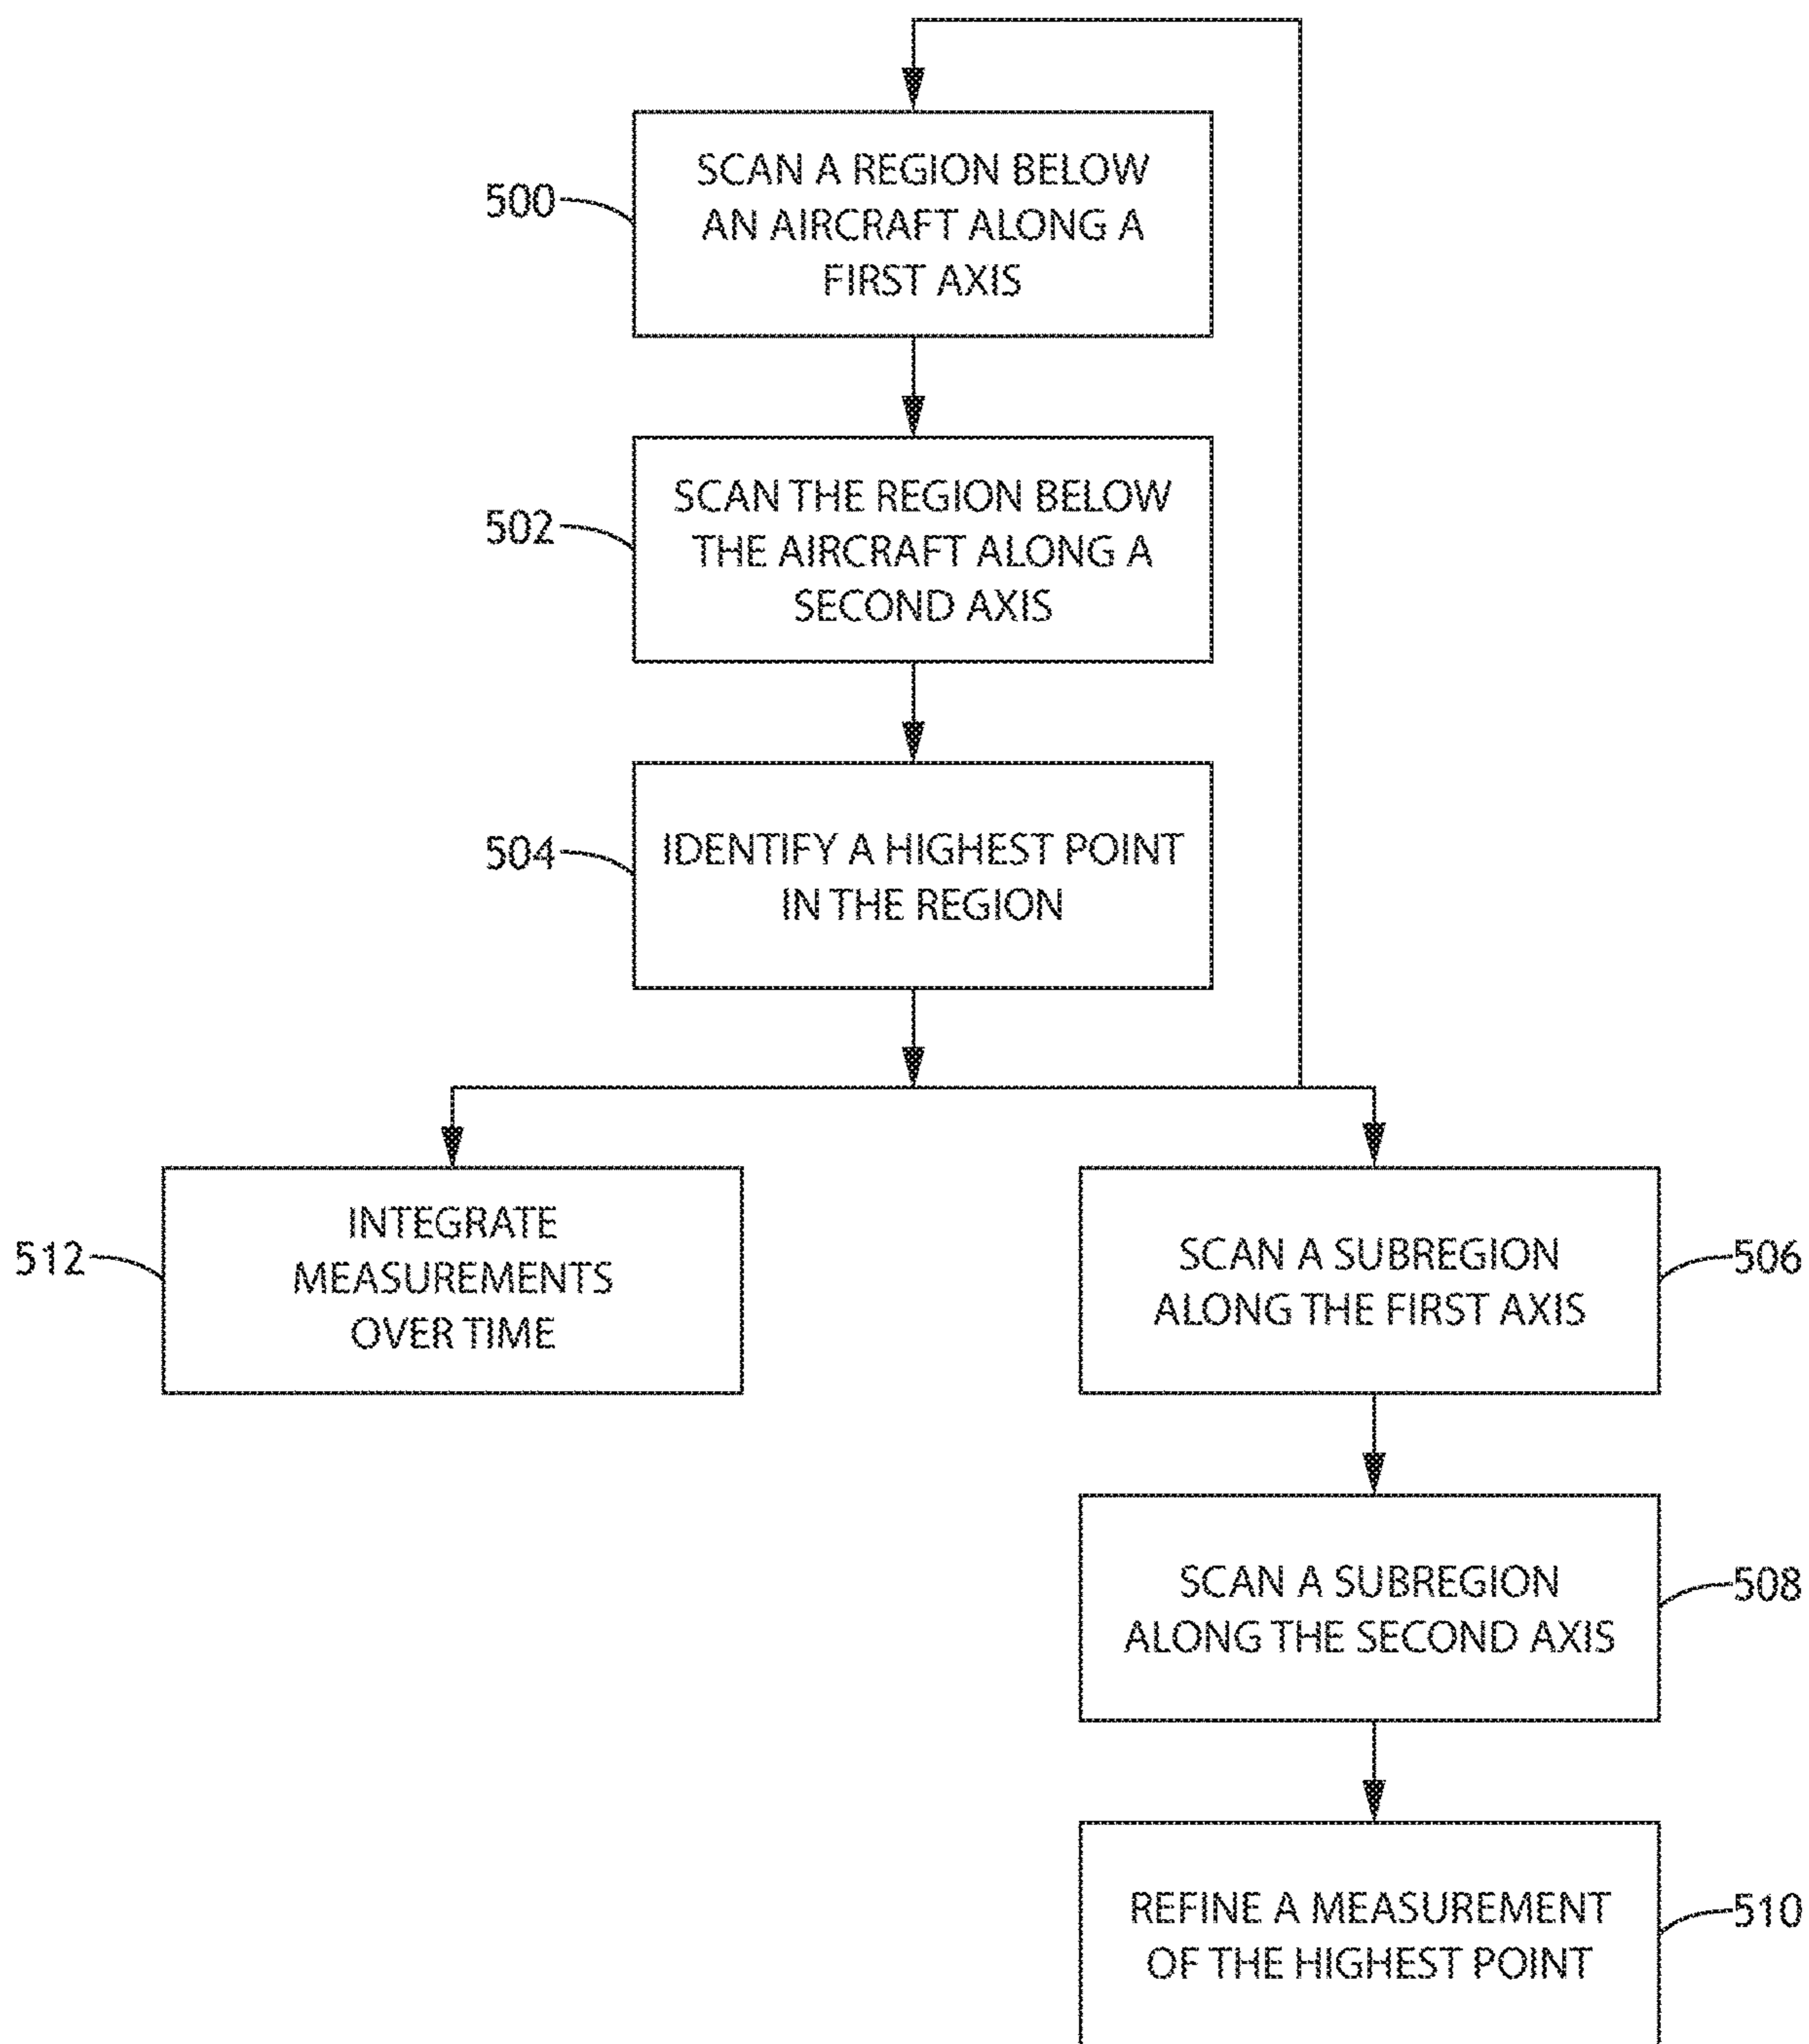 500
SCAN A REGION BELOW
AN AIRCRAFT ALONG A
FIRST AXIS
502
SCAN THE REGION BELOW
THE AIRCRAFT ALONG A
SECOND AXIS
504
IDENTIFY A HIGHEST POINT
IN THE REGION
512
INTEGRATE
MEASUREMENTS
OVER TIME
SCAN A SUBREGION
ALONG THE FIRST AXIS
506
SCAN A SUBREGION
ALONG THE SECOND AXIS
508
REFINE A MEASUREMENT
OF THE HIGHEST POINT
510